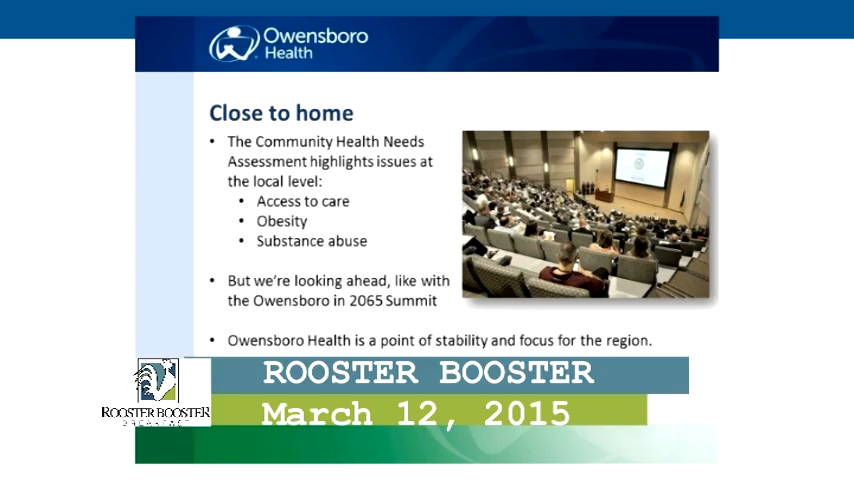 Owensboro
Health
Close to home
• The Community Health Needs
Assessment highlights issues at
the local level:
• Access to care
• Obesity
• Substance abuse
• But we're looking ahead, like with
the Owensboro in 2065 Summit
• Owensboro Health is a point of stability and focus for the region.
ROOSTER BOOSTER
March 12, 2015
ROOSTER BOOSTER
BREAKFAST